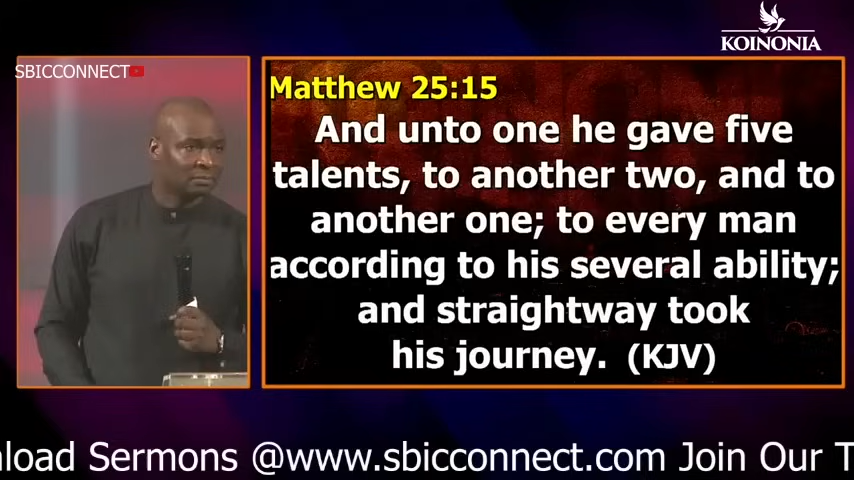 KOINONIA
SBICCONNECT
Matthew 25:15
And unto one he gave five
talents, to another two, and to
another one; to every man
according to his several ability;
and straightway took
his journey. (KJV)
Sermons @www.sbicconnect.com Join Our